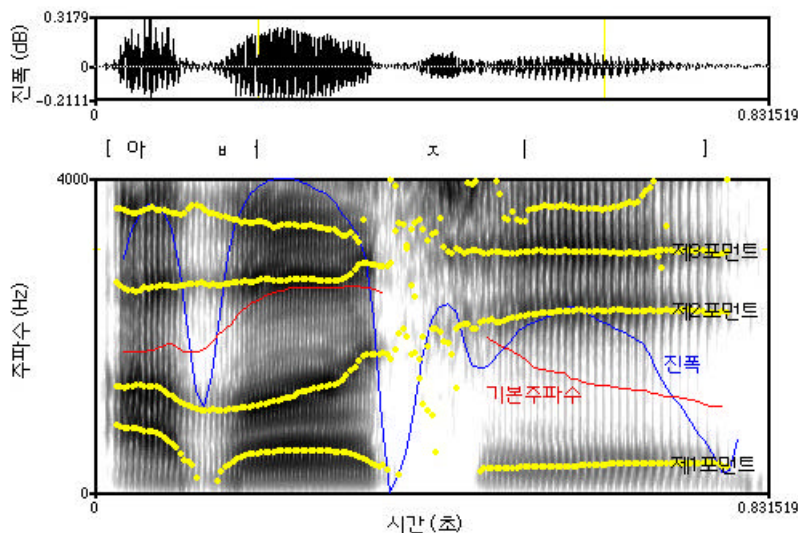 0.3179
진폭 (dB)
0
-0.2111
0
0.831519
[ 아 ㅂㅓ ㅈ ㅣ ]
4000
주파수 (Hz)
제3포먼트
제2포먼트
진폭
기본주파수
제1포먼트
0
0
0.831519
시간 (초)